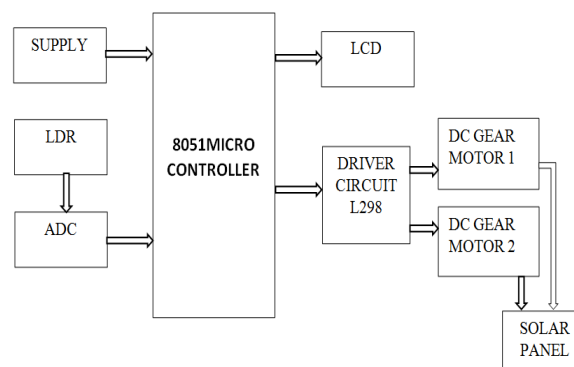 SUPPLY
LDR
ADC
8051MICRO
CONTROLLER
LCD
DRIVER
CIRCUIT
L298
DC GEAR
MOTOR 1
DC GEAR
MOTOR 2
SOLAR
PANEL